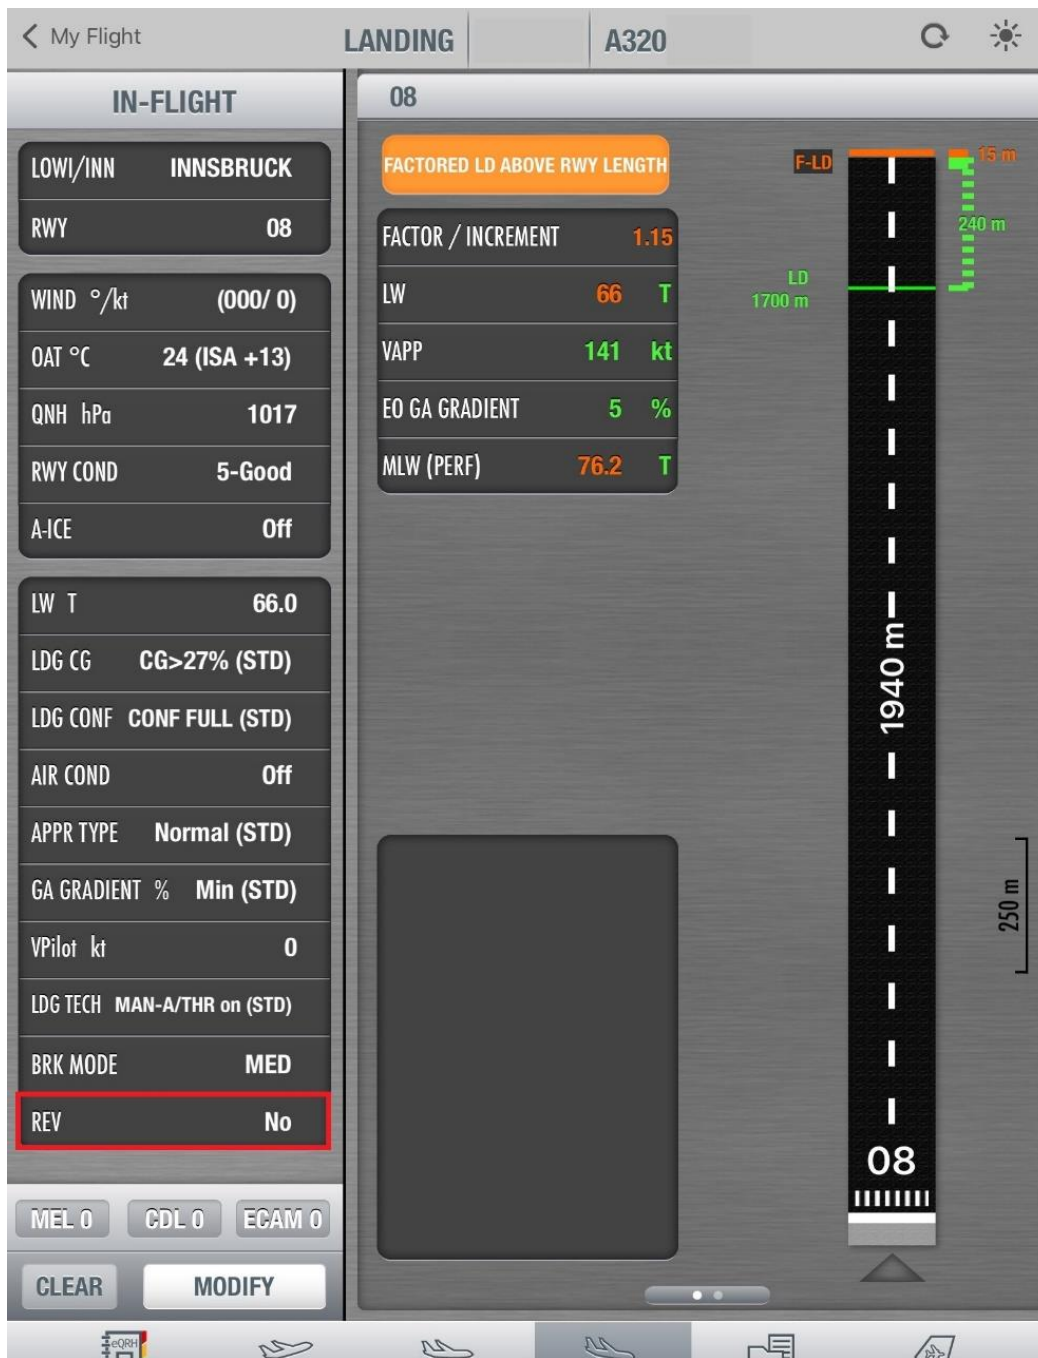 My Flight
LANDING
A320
IN-FLIGHT
LOWI/INN INNSBRUCK
RWY 08
WIND °/kt (000/ 0)
OAT °C 24 (ISA +13)
QNH hPa 1017
RWY COND 5-Good
A-ICE Off
LW T 66.0
LDG CG CG>27% (STD)
LDG CONF CONF FULL (STD)
AIR COND Off
APPR TYPE Normal (STD)
GA GRADIENT % Min (STD)
VPilot kt 0
LDG TECH MAN-A/THR on (STD)
BRK MODE MED
REV No
MEL 0 CDL 0 ECAM 0
CLEAR MODIFY
08
FACTORED LD ABOVE RWY LENGTH
FACTOR / INCREMENT 1.15
LW 66 T
VAPP 141 kt
EO GA GRADIENT 5 %
MLW (PERF) 76.2 T
F-LD
15 m
240 m
LD
1700 m
1940 m
250 m
08
eQRH